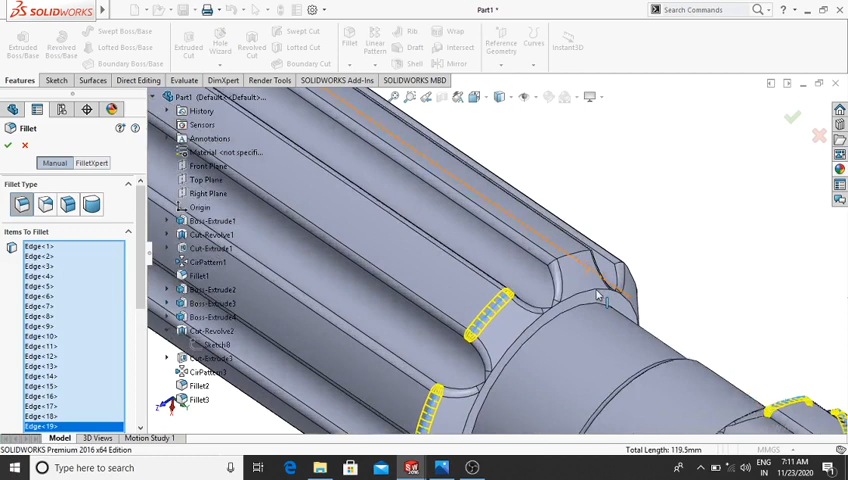 SOLIDWORKS
Part1 *
Search Commands
Extruded Boss/Base
Revolved Boss/Base
Swept Boss/Base
Lofted Boss/Base
Boundary Boss/Base
Extruded Cut
Hole Wizard
Revolved Cut
Swept Cut
Lofted Cut
Boundary Cut
Fillet
Linear Pattern
Rib
Draft
Shell
Wrap
Intersect
Mirror
Reference Geometry
Curves
Instant3D
Features
Sketch
Surfaces
Direct Editing
Evaluate
DimXpert
Render Tools
SOLIDWORKS Add-Ins
SOLIDWORKS MBD
Fillet
Manual
FilletXpert
Fillet Type
Items To Fillet
Edge<1>
Edge<2>
Edge<3>
Edge<4>
Edge<5>
Edge<6>
Edge<7>
Edge<8>
Edge<9>
Edge<10>
Edge<11>
Edge<12>
Edge<13>
Edge<14>
Edge<15>
Edge<16>
Edge<17>
Edge<18>
Edge<19>
Part1 (Default<<Default>...
History
Sensors
Annotations
Material <not specifi...
Front Plane
Top Plane
Right Plane
Origin
Boss-Extrude1
Cut-Revolve1
Cut-Extrude1
CirPattern1
Fillet1
Boss-Extrude2
Boss-Extrude3
Boss-Extrude4
Cut-Revolve2
Sketch8
Cut-Extrude3
CirPattern3
Fillet2
Fillet3
Model
3D Views
Motion Study 1
SOLIDWORKS Premium 2016 x64 Edition
Total Length: 119.5mm
MMGS
Type here to search
ENG
IN
7:11 AM
11/23/2020